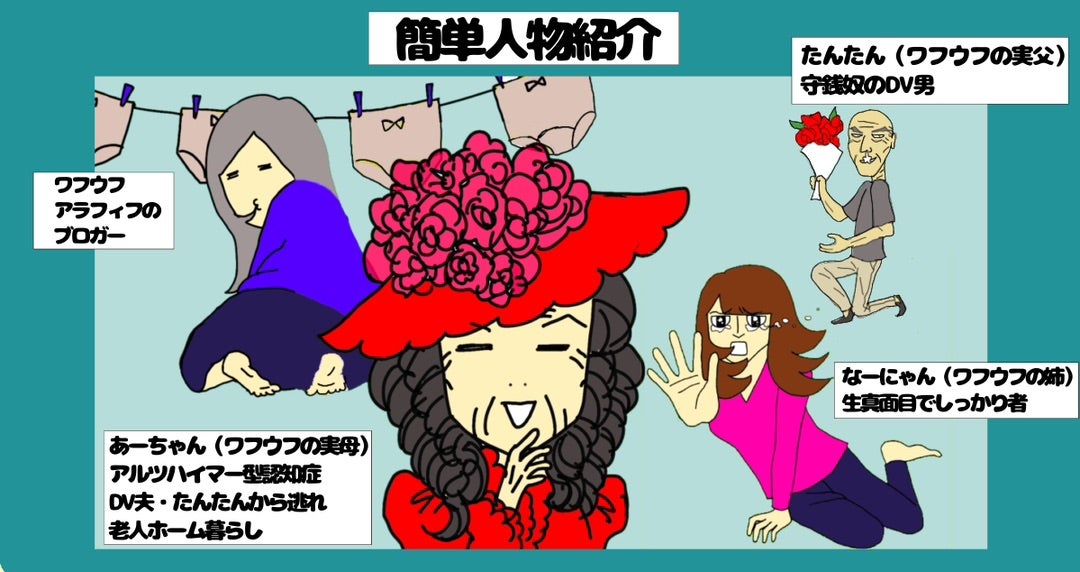 簡単人物紹介
たんたん（ワフウフの実父）
守銭奴のDV男
ワフウフ
アラフィフの
ブロガー
なーにゃん（ワフウフの姉）
生真面目でしっかり者
あーちゃん（ワフウフの実母）
アルツハイマー型認知症
DV夫・たんたんから逃れ
老人ホーム暮らし